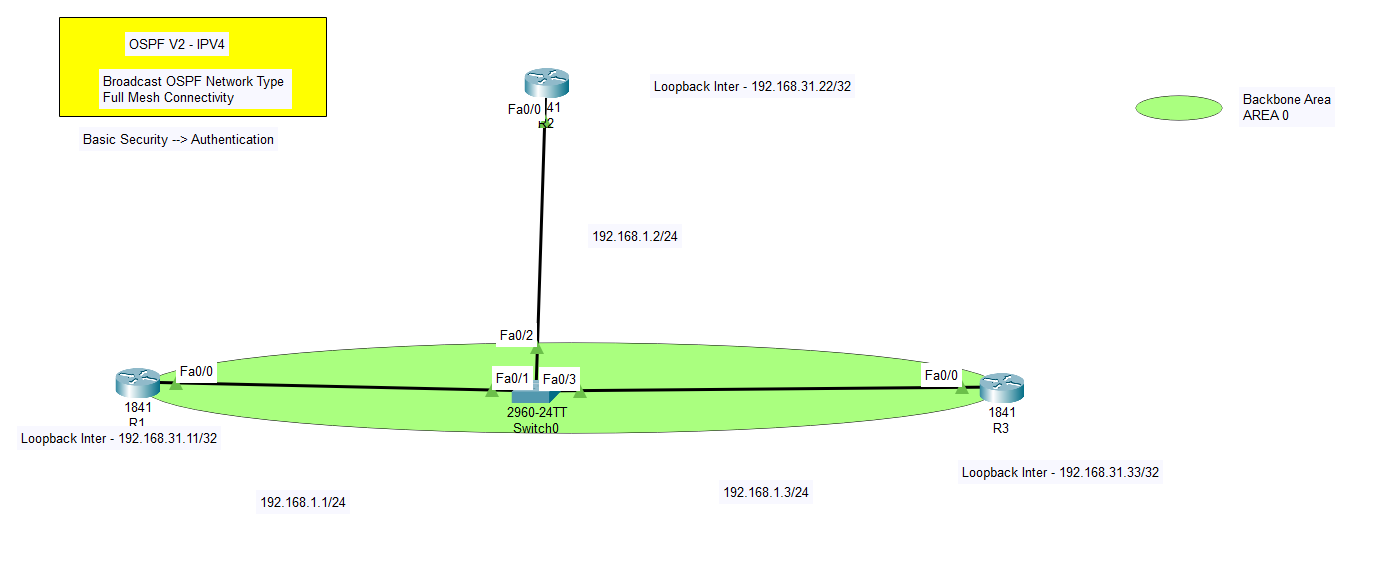 OSPF V2 - IPV4
Broadcast OSPF Network Type
Full Mesh Connectivity
Basic Security --> Authentication
Loopback Inter - 192.168.31.22/32
Backbone Area
AREA 0
Fa0/0
41
192.168.1.2/24
Fa0/2
Fa0/0
Fa0/1
Fa0/3
Fa0/0
1841
R1
2960-24TT
Switch0
1841
R3
Loopback Inter - 192.168.31.11/32
Loopback Inter - 192.168.31.33/32
192.168.1.1/24
192.168.1.3/24